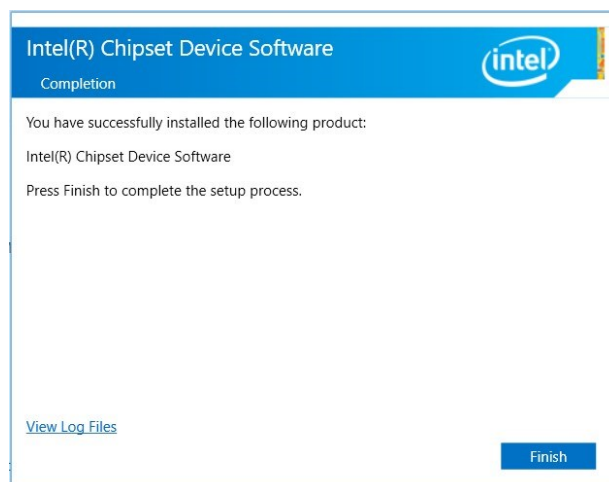 Intel(R) Chipset Device Software
intel
Completion
You have successfully installed the following product:
Intel(R) Chipset Device Software
Press Finish to complete the setup process.
View Log Files
Finish